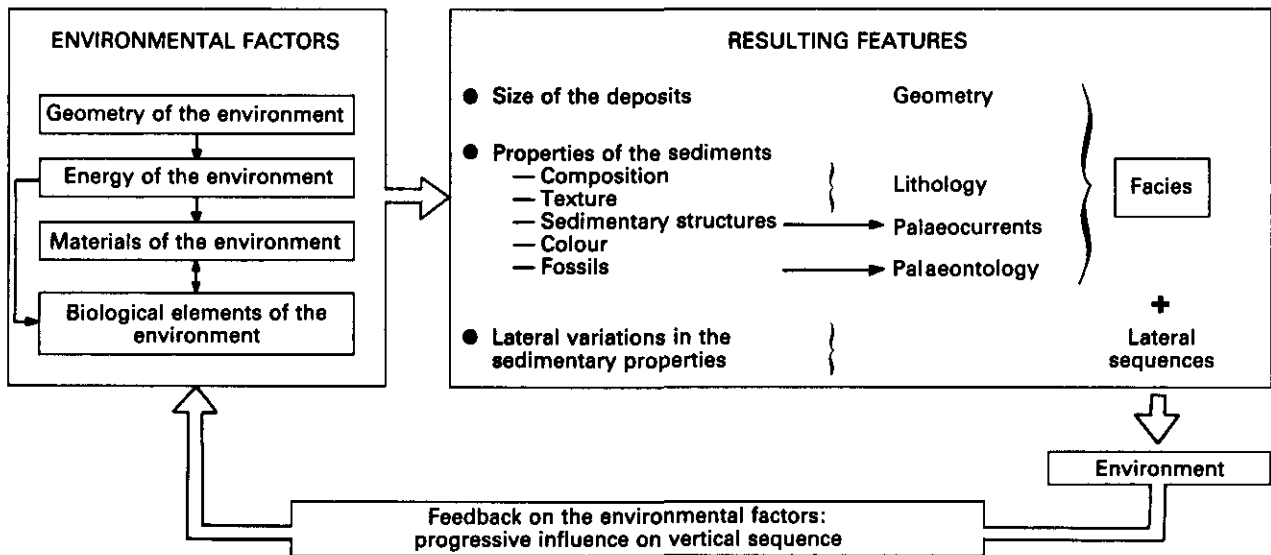 ENVIRONMENTAL FACTORS
Geometry of the environment
Energy of the environment
Materials of the environment
Biological elements of the
environment
RESULTING FEATURES
● Size of the deposits Geometry
● Properties of the sediments
— Composition
— Texture
Lithology
— Sedimentary structures Palaeocurrents
— Colour
— Fossils Palaeontology
Facies
+
● Lateral variations in the
sedimentary properties
Lateral
sequences
Environment
Feedback on the environmental factors:
progressive influence on vertical sequence